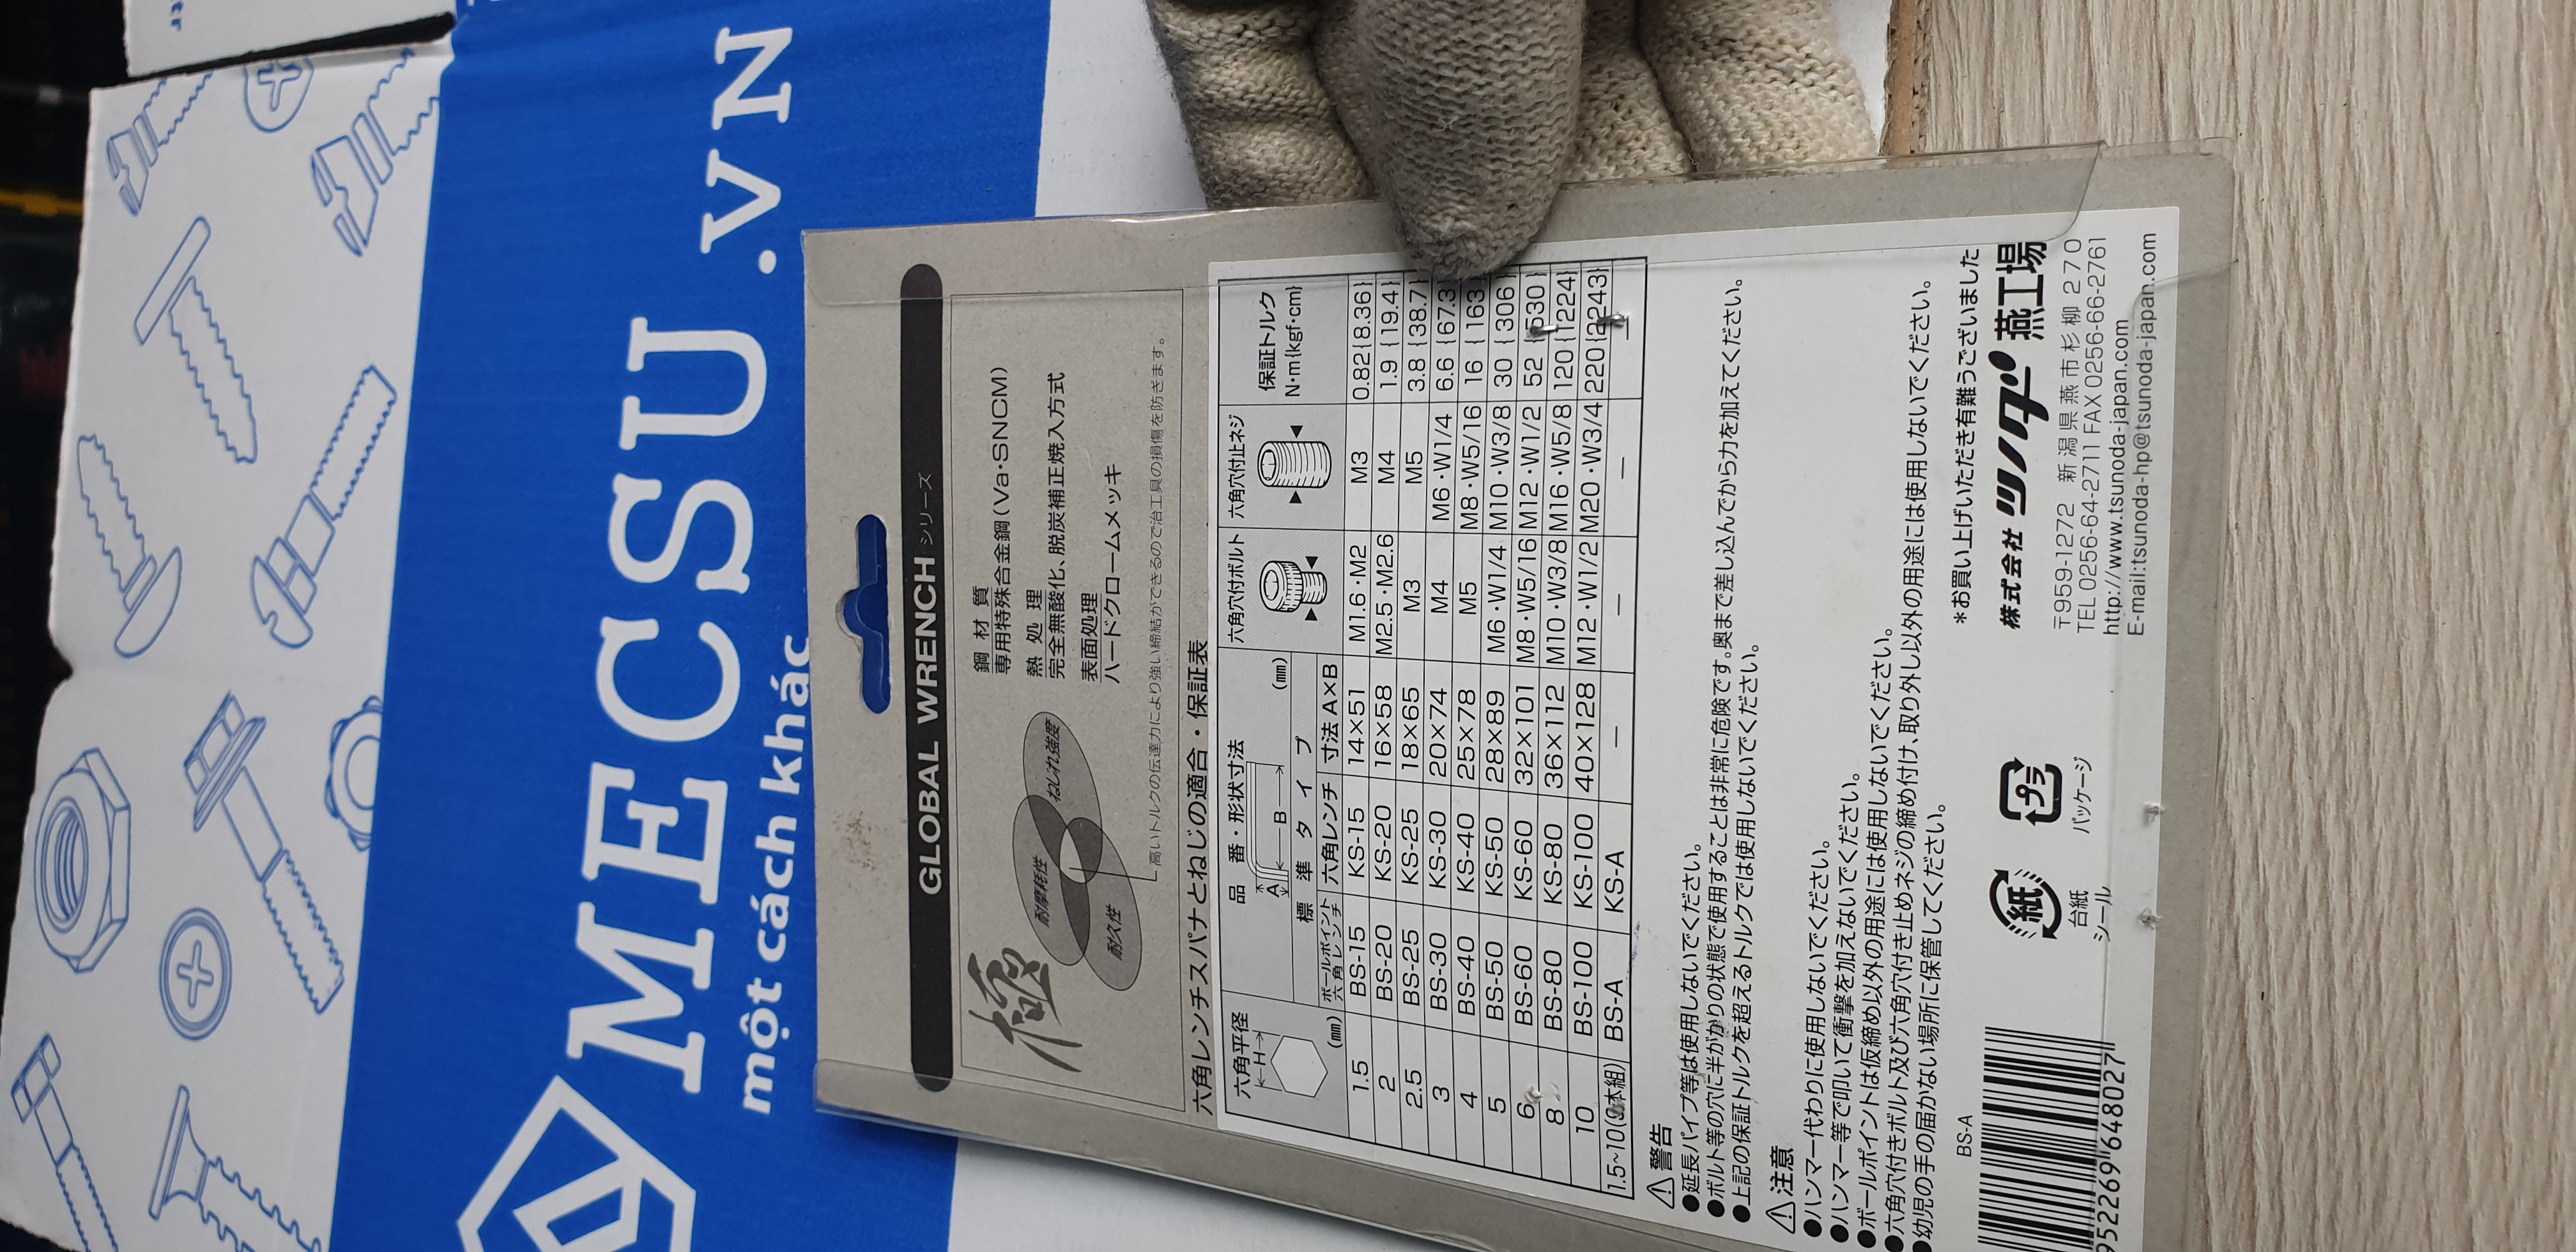 MECSU.VN
một cách khác
GLOBAL WRENCH シリーズ
極
耐摩耗性
ねじれ強度
耐久性
鋼材質
専用特殊合金鋼(Va・SNCM)
熱処理
完全無酸化、脱炭補正焼入方式
表面処理
ハードクロームメッキ
高いトルクの伝達力により強い締結ができるので治工具の損傷を防ぎます。
六角レンチスパナとねじの適合・保証表
六角平径 H (㎜) 品番・形状寸法 A B (㎜) 六角穴付ボルト 六角穴付止ネジ 保証トルク N・m{kgf・cm}
標準タイプ
ボールポイント六角レンチ 六角レンチ 寸法A×B
1.5 BS-15 KS-15 14×51 M1.6・M2 M3 0.82{8.36}
2 BS-20 KS-20 16×58 M2.5・M2.6 M4 1.9{19.4}
2.5 BS-25 KS-25 18×65 M3 M5 3.8{38.7}
3 BS-30 KS-30 20×74 M4 M6・W1/4 6.6{67.3}
4 BS-40 KS-40 25×78 M5 M8・W5/16 16{163}
5 BS-50 KS-50 28×89 M6・W1/4 M10・W3/8 30{306}
6 BS-60 KS-60 32×101 M8・W5/16 M12・W1/2 52{530}
8 BS-80 KS-80 36×112 M10・W3/8 M16・W5/8 120{1224}
10 BS-100 KS-100 40×128 M12・W1/2 M20・W3/4 220{2243}
1.5~10(9本組) BS-A KS-A — — — —
⚠警告
●延長パイプ等は使用しないでください。
●ボルト等の穴に半がかりの状態で使用することは非常に危険です。奥まで差し込んでから力を加えてください。
●上記の保証トルクを超えるトルクでは使用しないでください。
⚠注意
●ハンマー代わりに使用しないでください。
●ハンマー等で叩いて衝撃を加えないでください。
●ボールポイントは仮締め以外の用途には使用しないでください。
●六角穴付きボルト及び六角穴付き止めネジの締め付け、取り外し以外の用途には使用しないでください。
●幼児の手の届かない場所に保管してください。
BS-A
952269 648027
紙
台紙
シール
プラ
パッケージ
*お買い上げいただき有難うございました
株式会社 ツノダ 燕工場
〒959-1272 新潟県燕市杉柳270
TEL 0256-64-2711 FAX 0256-66-2761
http://www.tsunoda-japan.com
E-mail:tsunoda-hp@tsunoda-japan.com